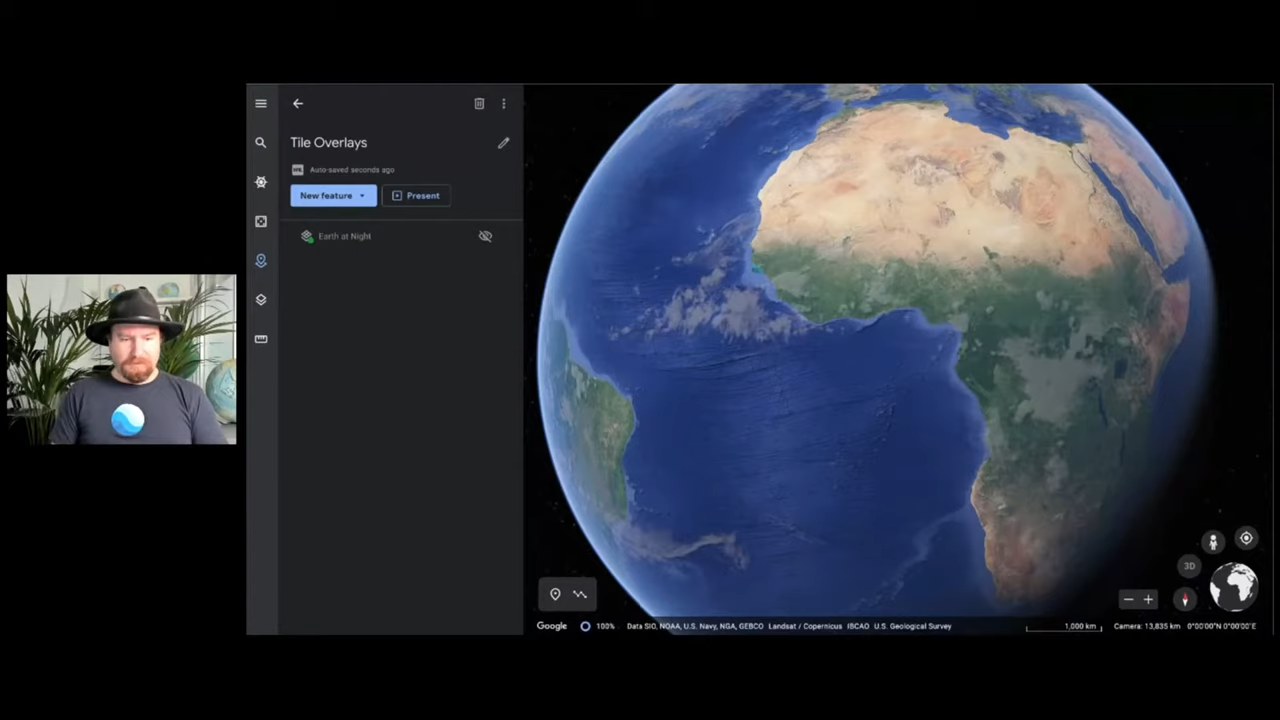 Tile Overlays
Auto-saved seconds ago
New feature
Present
Earth at Night
3D
Google
100%
Data SIO, NOAA, U.S. Navy, NGA, GEBCO Landsat / Copernicus IBCAO U.S. Geological Survey
1,000 km
Camera: 13,835 km 0°00'00"N 0°00'00"E